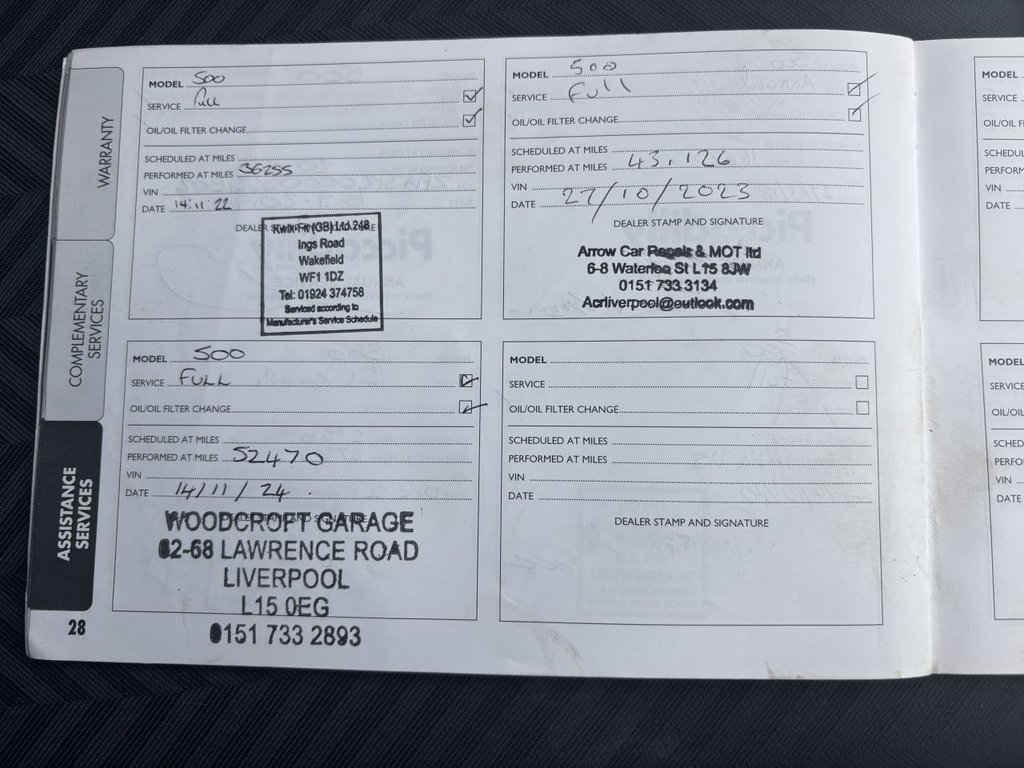 WARRANTY
COMPLEMENTARY
SERVICES
ASSISTANCE
SERVICES
28
MODEL 500
SERVICE Full
OIL/OIL FILTER CHANGE
SCHEDULED AT MILES
PERFORMED AT MILES 36255
VIN
DATE 14.11.22
Kwik-Fit (GB) Ltd 248
Ings Road
Wakefield
WF1 1DZ
Tel: 01924 374758
Serviced according to
Manufacturer's Service Schedule
MODEL 500
SERVICE Full
OIL/OIL FILTER CHANGE
SCHEDULED AT MILES
PERFORMED AT MILES 43.126
VIN
DATE 27/10/2023
DEALER STAMP AND SIGNATURE
Arrow Car Repairs & MOT ltd
6-8 Waterloo St L15 8JW
0151 733 3134
Acrliverpool@outlook.com
MODEL 500
SERVICE FULL
OIL/OIL FILTER CHANGE
SCHEDULED AT MILES
PERFORMED AT MILES 52470
VIN
DATE 14/11/24.
WOODCROFT GARAGE
62-68 LAWRENCE ROAD
LIVERPOOL
L15 0EG
0151 733 2893
MODEL
SERVICE
OIL/OIL FILTER CHANGE
SCHEDULED AT MILES
PERFORMED AT MILES
VIN
DATE
DEALER STAMP AND SIGNATURE
MODEL
SERVICE
OIL/OIL F
SCHEDUL
PERFORM
VIN
DATE
MODEL
SERVICE
OIL/OI
SCHED
PERFO
VIN
DATE